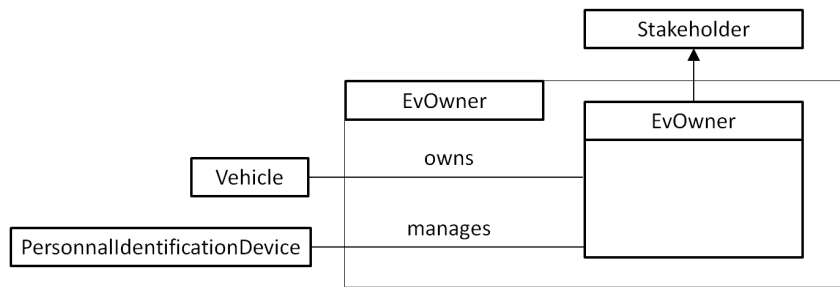 Stakeholder
EvOwner
EvOwner
owns
Vehicle
manages
PersonnalIdentificationDevice